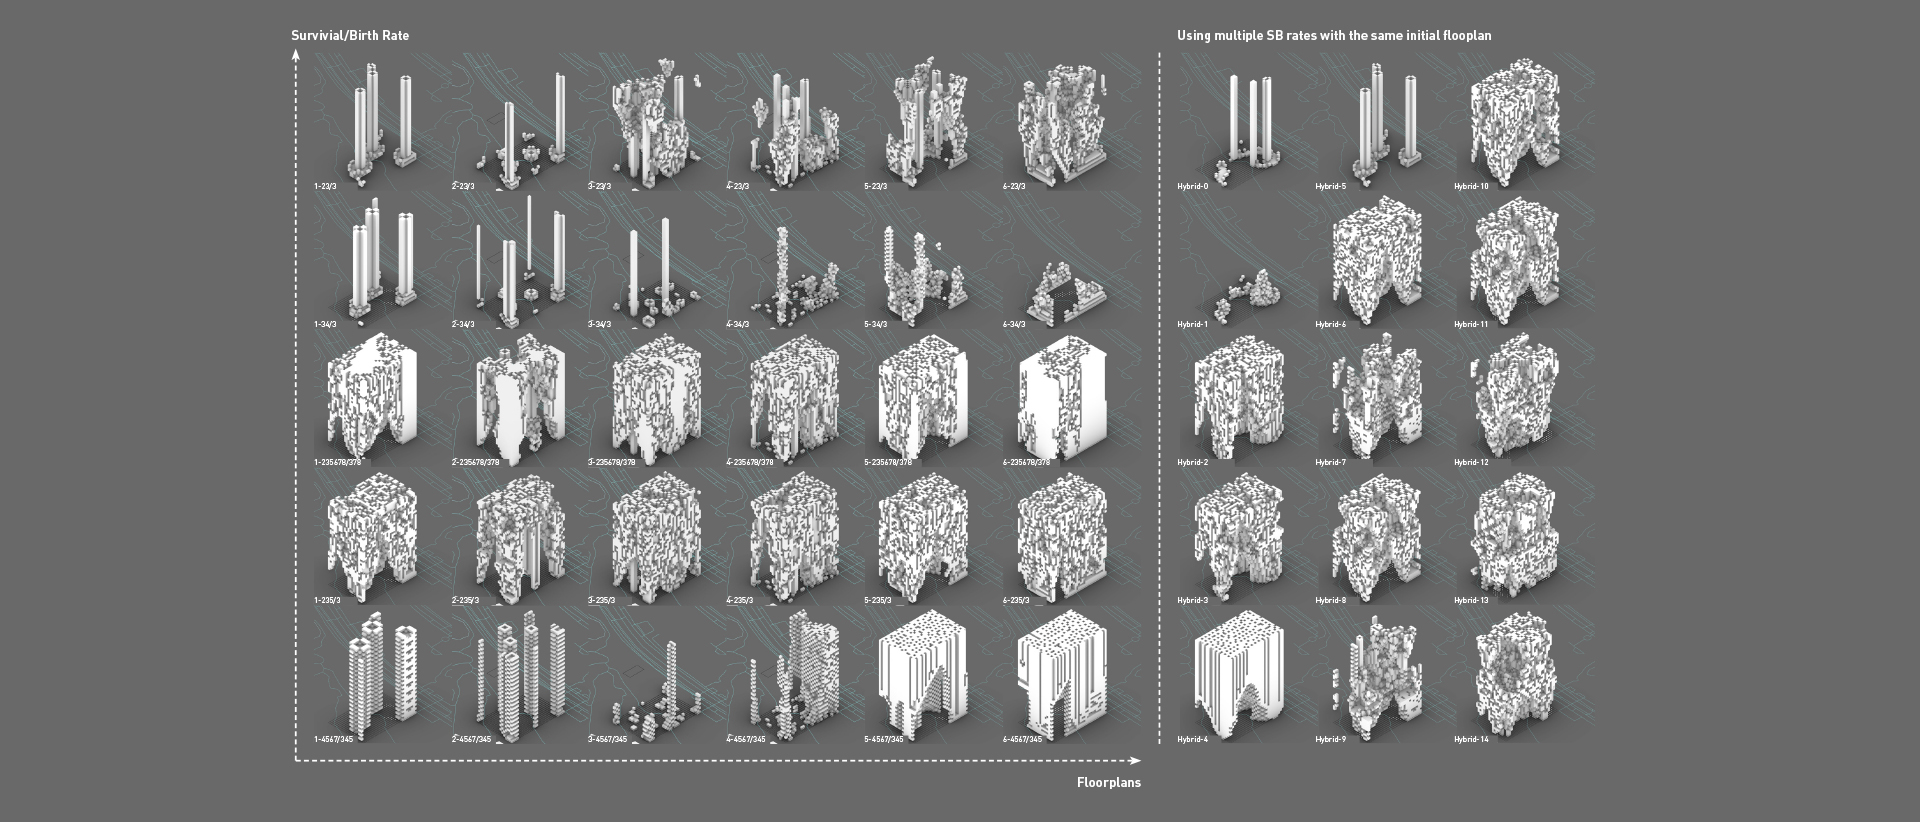 Survivial/Birth Rate
Using multiple SB rates with the same initial flooplan
1-23/3
2-23/3
3-23/3
4-23/3
5-23/3
6-23/3
Hybrid-0
Hybrid-5
Hybrid-10
1-34/3
2-34/3
3-34/3
4-34/3
5-34/3
6-34/3
Hybrid-1
Hybrid-6
Hybrid-11
1-235678/378
2-235678/378
3-235678/378
4-235678/378
5-235678/378
6-235678/378
Hybrid-2
Hybrid-7
Hybrid-12
1-235/3
2-235/3
3-235/3
4-235/3
5-235/3
6-235/3
Hybrid-3
Hybrid-8
Hybrid-13
1-4567/345
2-4567/345
3-4567/345
4-4567/345
5-4567/345
6-4567/345
Hybrid-4
Hybrid-9
Hybrid-14
Floorplans